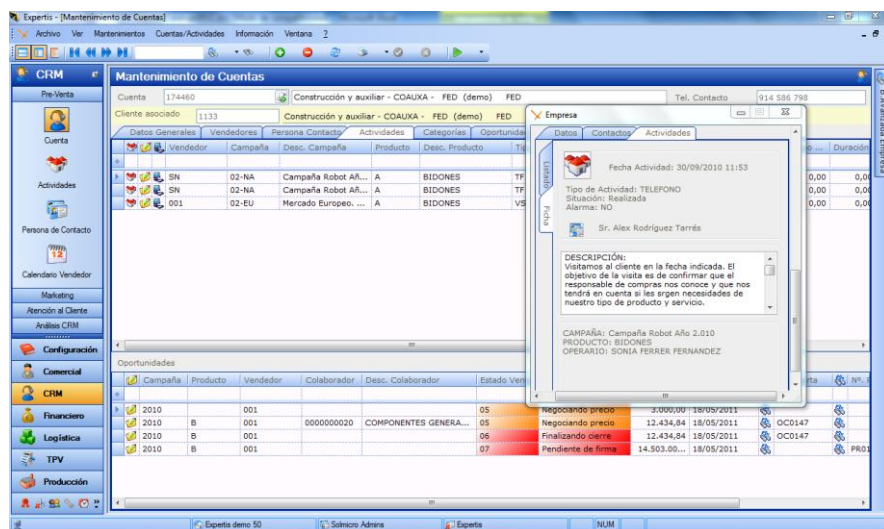 Expertis - [Mantenimiento de Cuentas]
Archivo Ver Mantenimientos Cuentas/Actividades Información Ventana ?
CRM
Pre-Venta
Cuenta
Actividades
Persona de Contacto
12
Calendario Vendedor
Marketing
Atención al Cliente
Análisis CRM
Configuración
Comercial
CRM
Financiero
Logística
TPV
Producción
Mantenimiento de Cuentas
Cuenta 174460 Construcción y auxiliar - COAUXA - FED (demo) FED Tel. Contacto 914 586 798
Cliente asociado 1133 Construcción y auxiliar - COAUXA - FED (demo) FED
Datos Generales Vendedores Persona Contacto Actividades Categorías Oportunidad
Vendedor Campaña Desc. Campaña Producto Desc. Producto Duración
SN 02-NA Campaña Robot Añ... A BIDONES TF 0,00 0,00
SN 02-NA Campaña Robot Añ... A BIDONES TF 0,00 0,00
001 02-EU Mercado Europeo. ... A BIDONES VS 0,00 0,00
Empresa
Datos Contactos Actividades
Listado
Ficha
Fecha Actividad: 30/09/2010 11:53
Tipo de Actividad: TELEFONO
Situación: Realizada
Alarma: NO
Sr. Alex Rodríguez Tarrés
DESCRIPCIÓN:
Visitamos al cliente en la fecha indicada. El
objetivo de la visita es de confirmar que el
responsable de compras nos conoce y que nos
tendrá en cuenta si les srgen necesidades de
nuestro tipo de producto y servicio.
CAMPAÑA: Campaña Robot Año 2.010
PRODUCTO: BIDONES
OPERARIO: SONIA FERRER FERNANDEZ
Oportunidades
Campaña Producto Vendedor Colaborador Desc. Colaborador Estado Ven Nº.
2010 001 05 Negociando precio 3.000,00 18/05/2011
2010 B 001 0000000020 COMPONENTES GENERA... 05 Negociando precio 12.434,84 18/05/2011 OC0147
2010 B 001 06 Finalizando cierre 12.434,84 18/05/2011 OC0147
2010 B 001 07 Pendiente de firma 14.503.00... 18/05/2011 PR01
Expertis demo 50 Solmicro Admins Expertis NUM